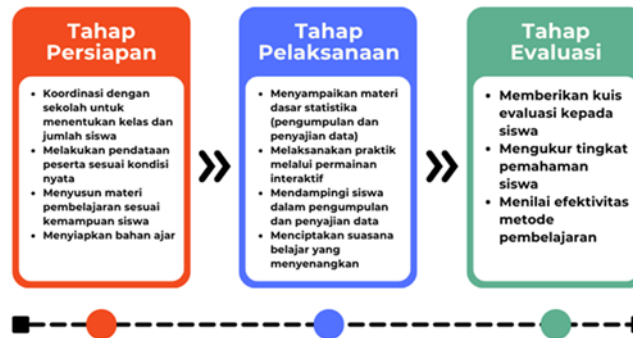 Tahap
Persiapan
• Koordinasi dengan
sekolah untuk
menentukan kelas dan
jumlah siswa
• Melakukan pendataan
peserta sesuai kondisi
nyata
• Menyusun materi
pembelajaran sesuai
kemampuan siswa
• Menyiapkan bahan ajar
Tahap
Pelaksanaan
• Menyampaikan materi
dasar statistika
(pengumpulan dan
penyajian data)
• Melaksanakan praktik
melalui permainan
interaktif
• Mendampingi siswa
dalam pengumpulan
dan penyajian data
• Menciptakan suasana
belajar yang
menyenangkan
Tahap
Evaluasi
• Memberikan kuis
evaluasi kepada
siswa
• Mengukur tingkat
pemahaman
siswa
• Menilai efektivitas
metode
pembelajaran